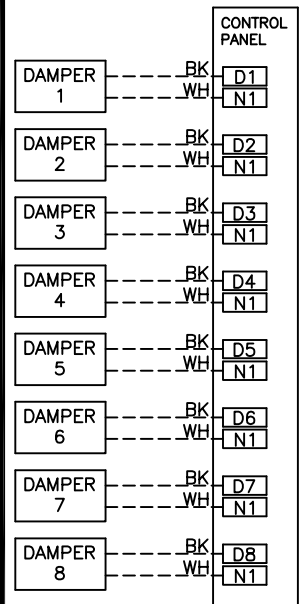 CONTROL
PANEL
DAMPER
1
BK
D1
WH
N1
DAMPER
2
BK
D2
WH
N1
DAMPER
3
BK
D3
WH
N1
DAMPER
4
BK
D4
WH
N1
DAMPER
5
BK
D5
WH
N1
DAMPER
6
BK
D6
WH
N1
DAMPER
7
BK
D7
WH
N1
DAMPER
8
BK
D8
WH
N1